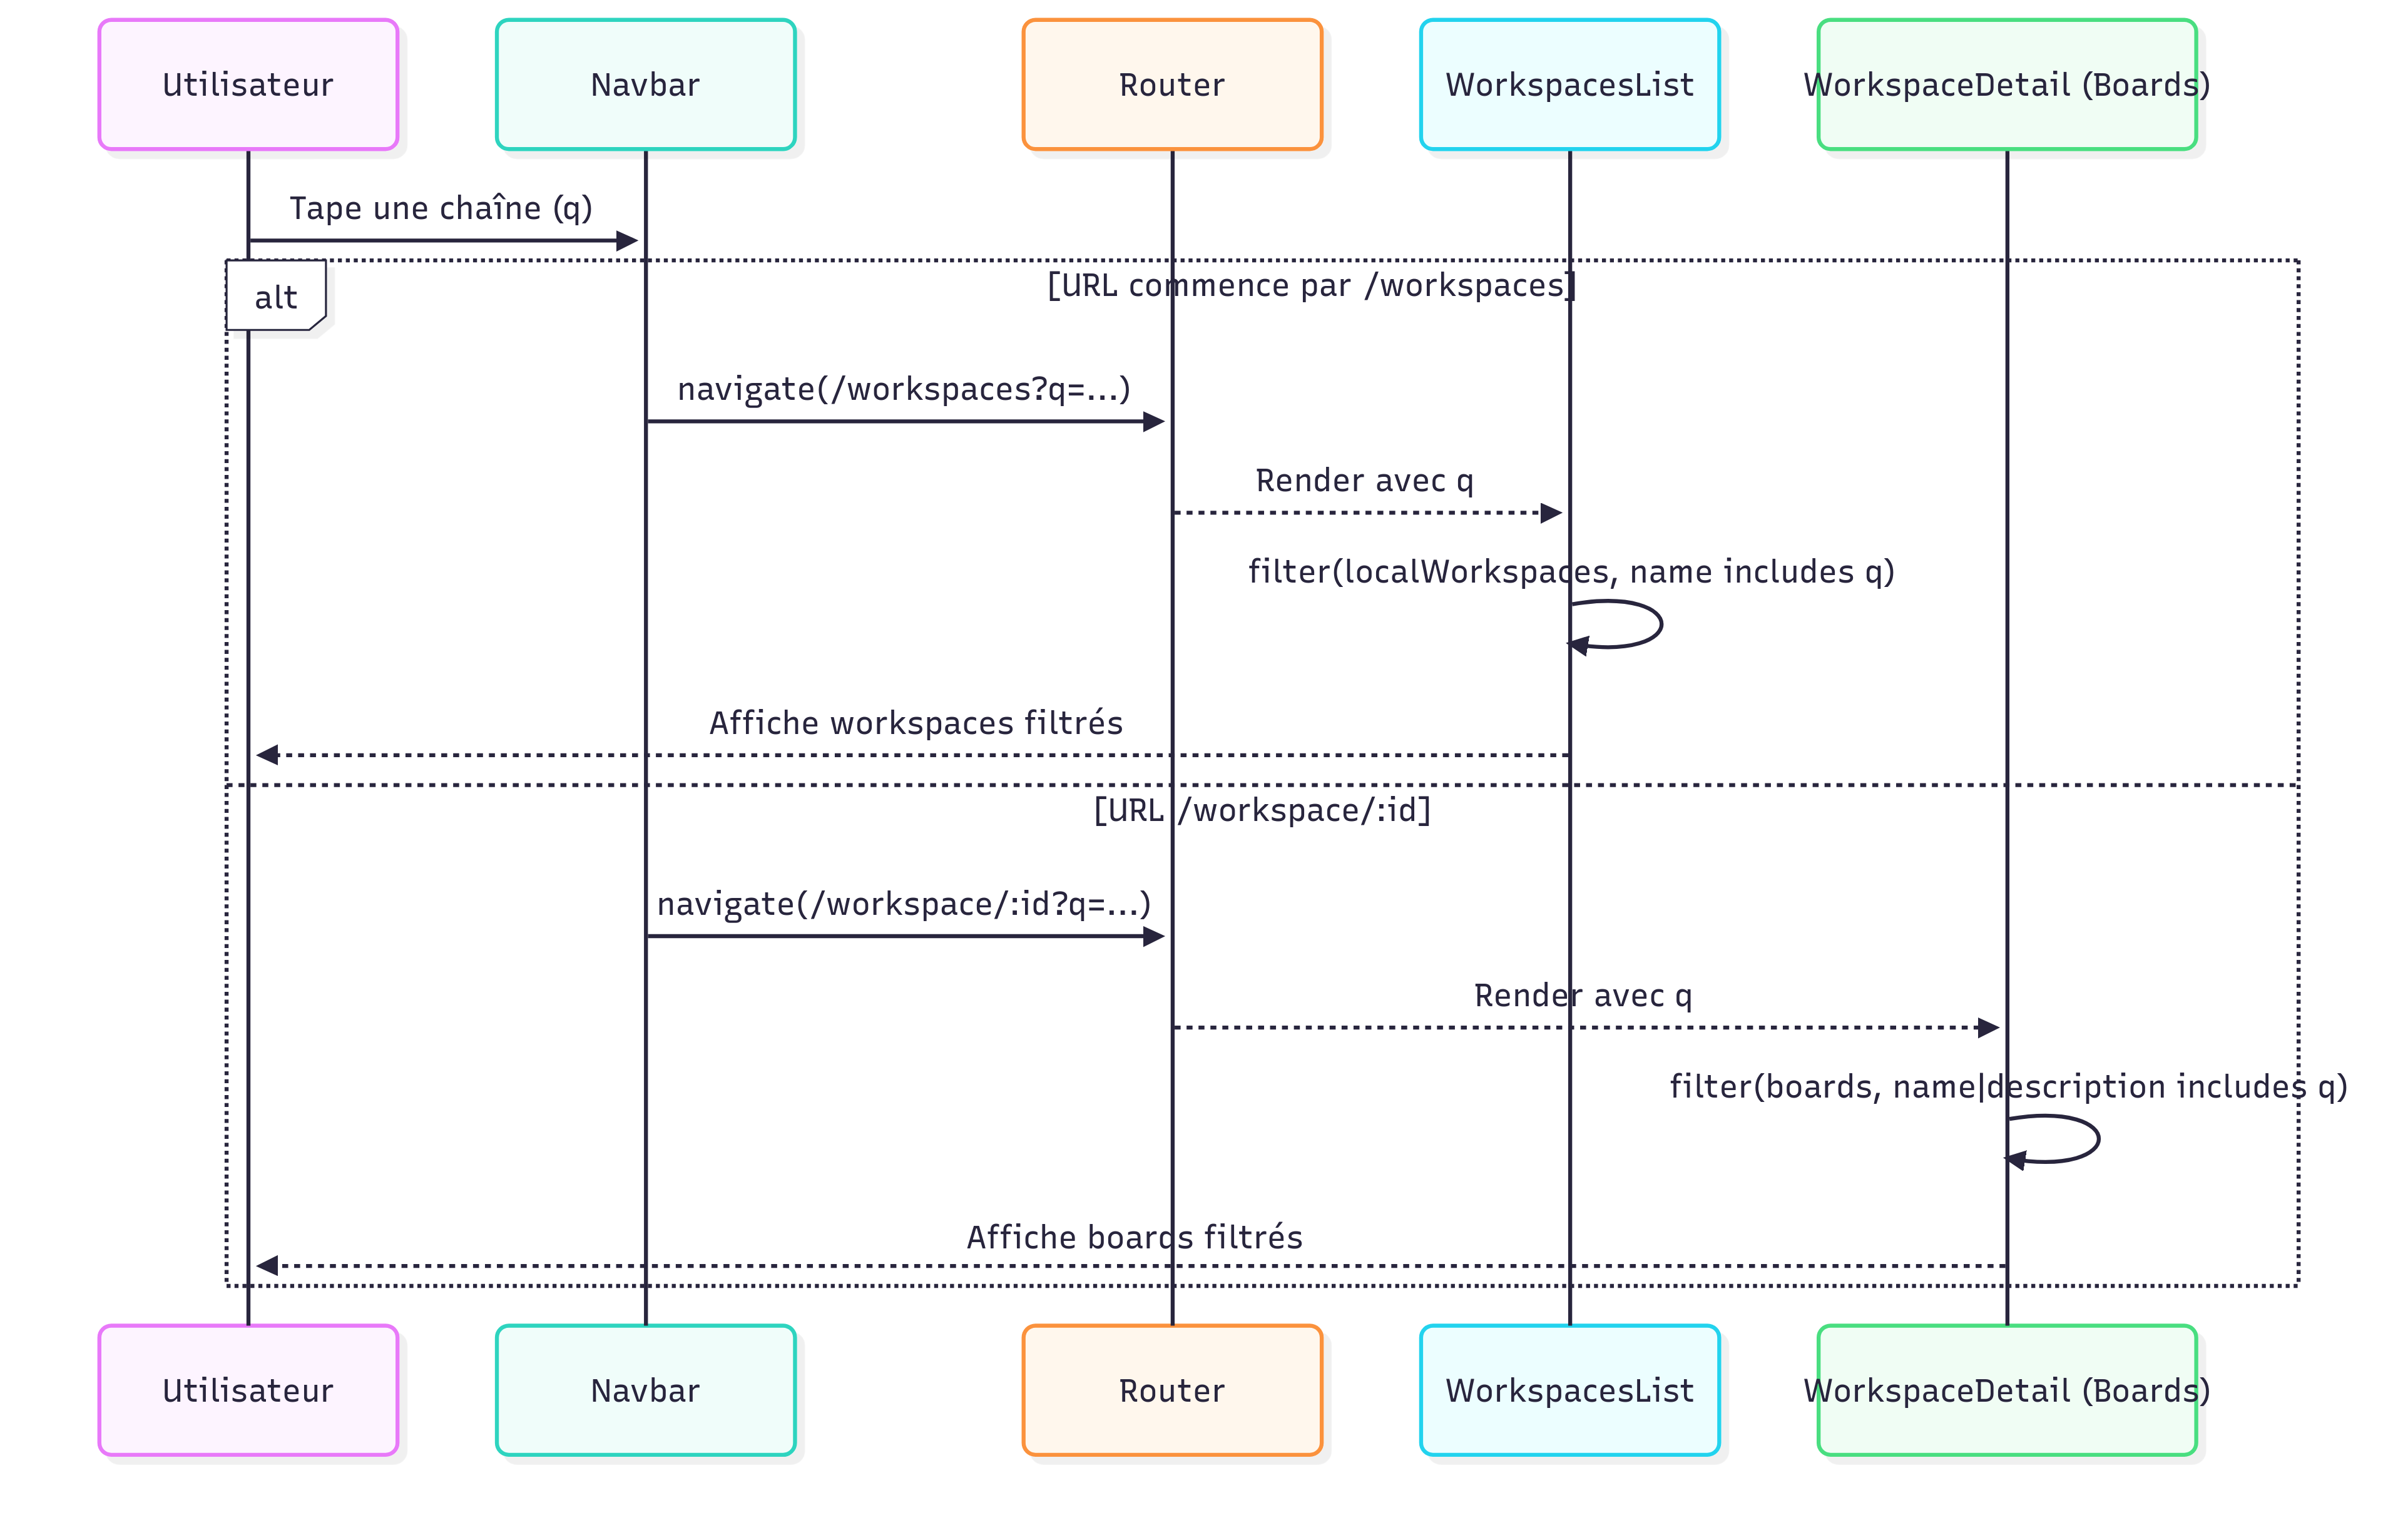 Utilisateur
Navbar
Router
WorkspacesList
WorkspaceDetail (Boards)
Tape une chaîne (q)
alt
[URL commence par /workspaces]
navigate(/workspaces?q=...)
Render avec q
filter(localWorkspaces, name includes q)
Affiche workspaces filtrés
[URL /workspace/:id]
navigate(/workspace/:id?q=...)
Render avec q
filter(boards, name|description includes q)
Affiche boards filtrés
Utilisateur
Navbar
Router
WorkspacesList
WorkspaceDetail (Boards)